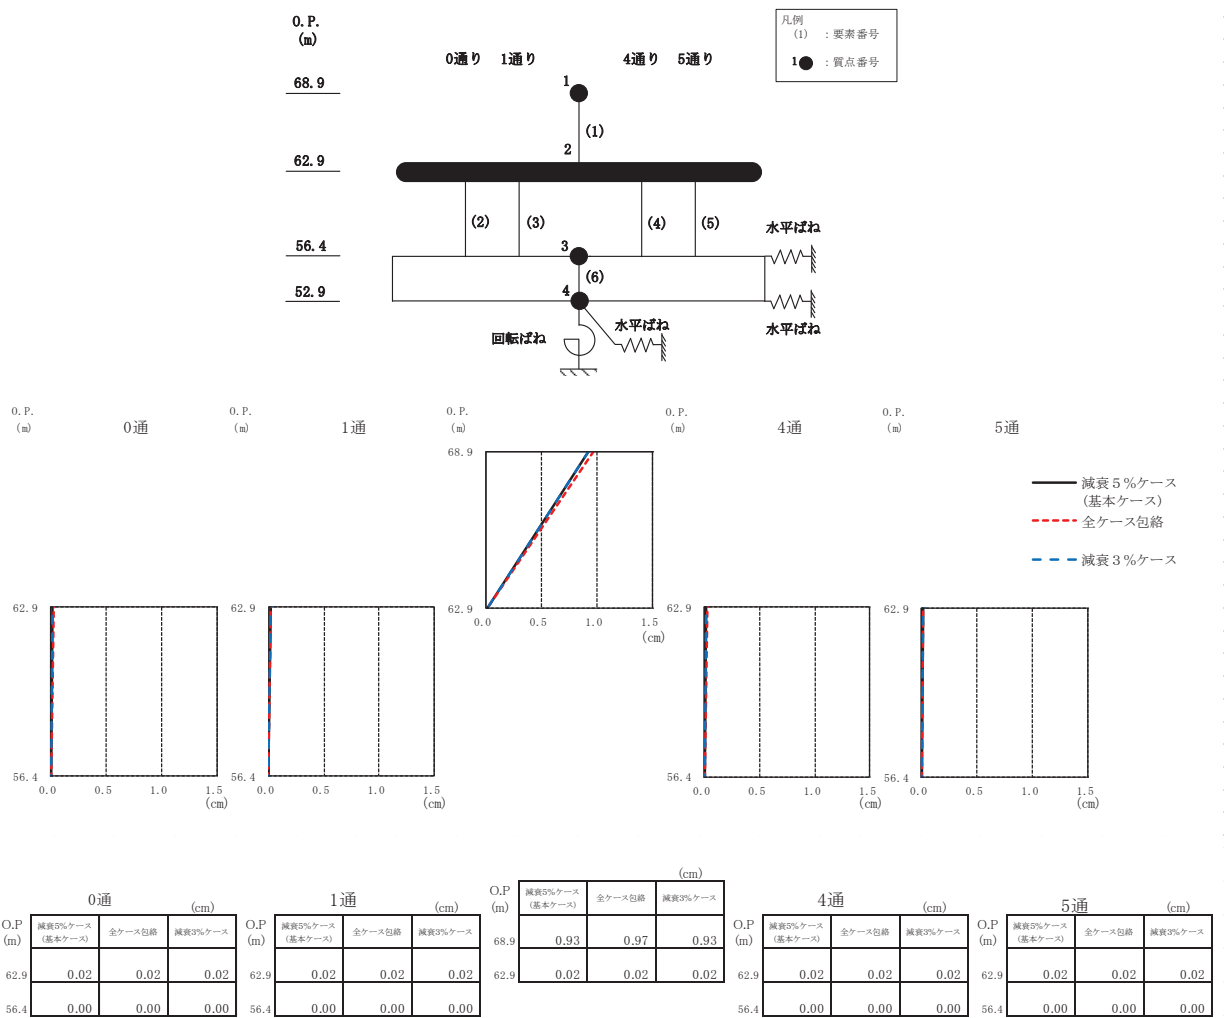 O.P.
(m)
0通り 1通り 4通り 5通り
凡例
(1) ：要素番号
1 ：質点番号
68.9
1
(1)
62.9
2
(2) (3) (4) (5)
水平ばね
56.4
3
(6)
52.9
4
水平ばね
回転ばね
水平ばね
O.P.
(m)
0通
O.P.
(m)
1通
O.P.
(m)
O.P.
(m)
4通
O.P.
(m)
5通
68.9
62.9
0.0 0.5 1.0 1.5
(cm)
減衰５%ケース
(基本ケース)
全ケース包絡
減衰３%ケース
62.9
56.4
0.0 0.5 1.0 1.5
(cm)
62.9
56.4
0.0 0.5 1.0 1.5
(cm)
62.9
56.4
0.0 0.5 1.0 1.5
(cm)
62.9
56.4
0.0 0.5 1.0 1.5
(cm)
0通 (cm)
O.P
(m)
減衰5%ケース
(基本ケース)
全ケース包絡 減衰3%ケース
62.9 0.02 0.02 0.02
56.4 0.00 0.00 0.00
1通 (cm)
O.P
(m)
減衰5%ケース
(基本ケース)
全ケース包絡 減衰3%ケース
62.9 0.02 0.02 0.02
56.4 0.00 0.00 0.00
(cm)
O.P
(m)
減衰5%ケース
(基本ケース)
全ケース包絡 減衰3%ケース
68.9 0.93 0.97 0.93
62.9 0.02 0.02 0.02
4通 (cm)
O.P
(m)
減衰5%ケース
(基本ケース)
全ケース包絡 減衰3%ケース
62.9 0.02 0.02 0.02
56.4 0.00 0.00 0.00
5通 (cm)
O.P
(m)
減衰5%ケース
(基本ケース)
全ケース包絡 減衰3%ケース
62.9 0.02 0.02 0.02
56.4 0.00 0.00 0.00